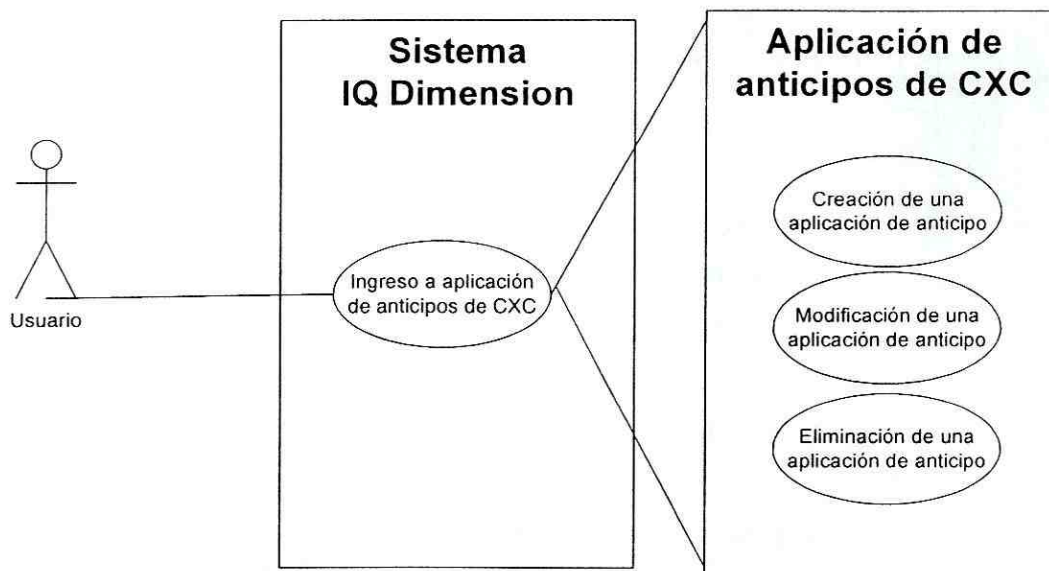 Sistema
IQ Dimension
Aplicación de
anticipos de CXC
Usuario
Ingreso a aplicación
de anticipos de CXC
Creación de una
aplicación de anticipo
Modificación de una
aplicación de anticipo
Eliminación de una
aplicación de anticipo